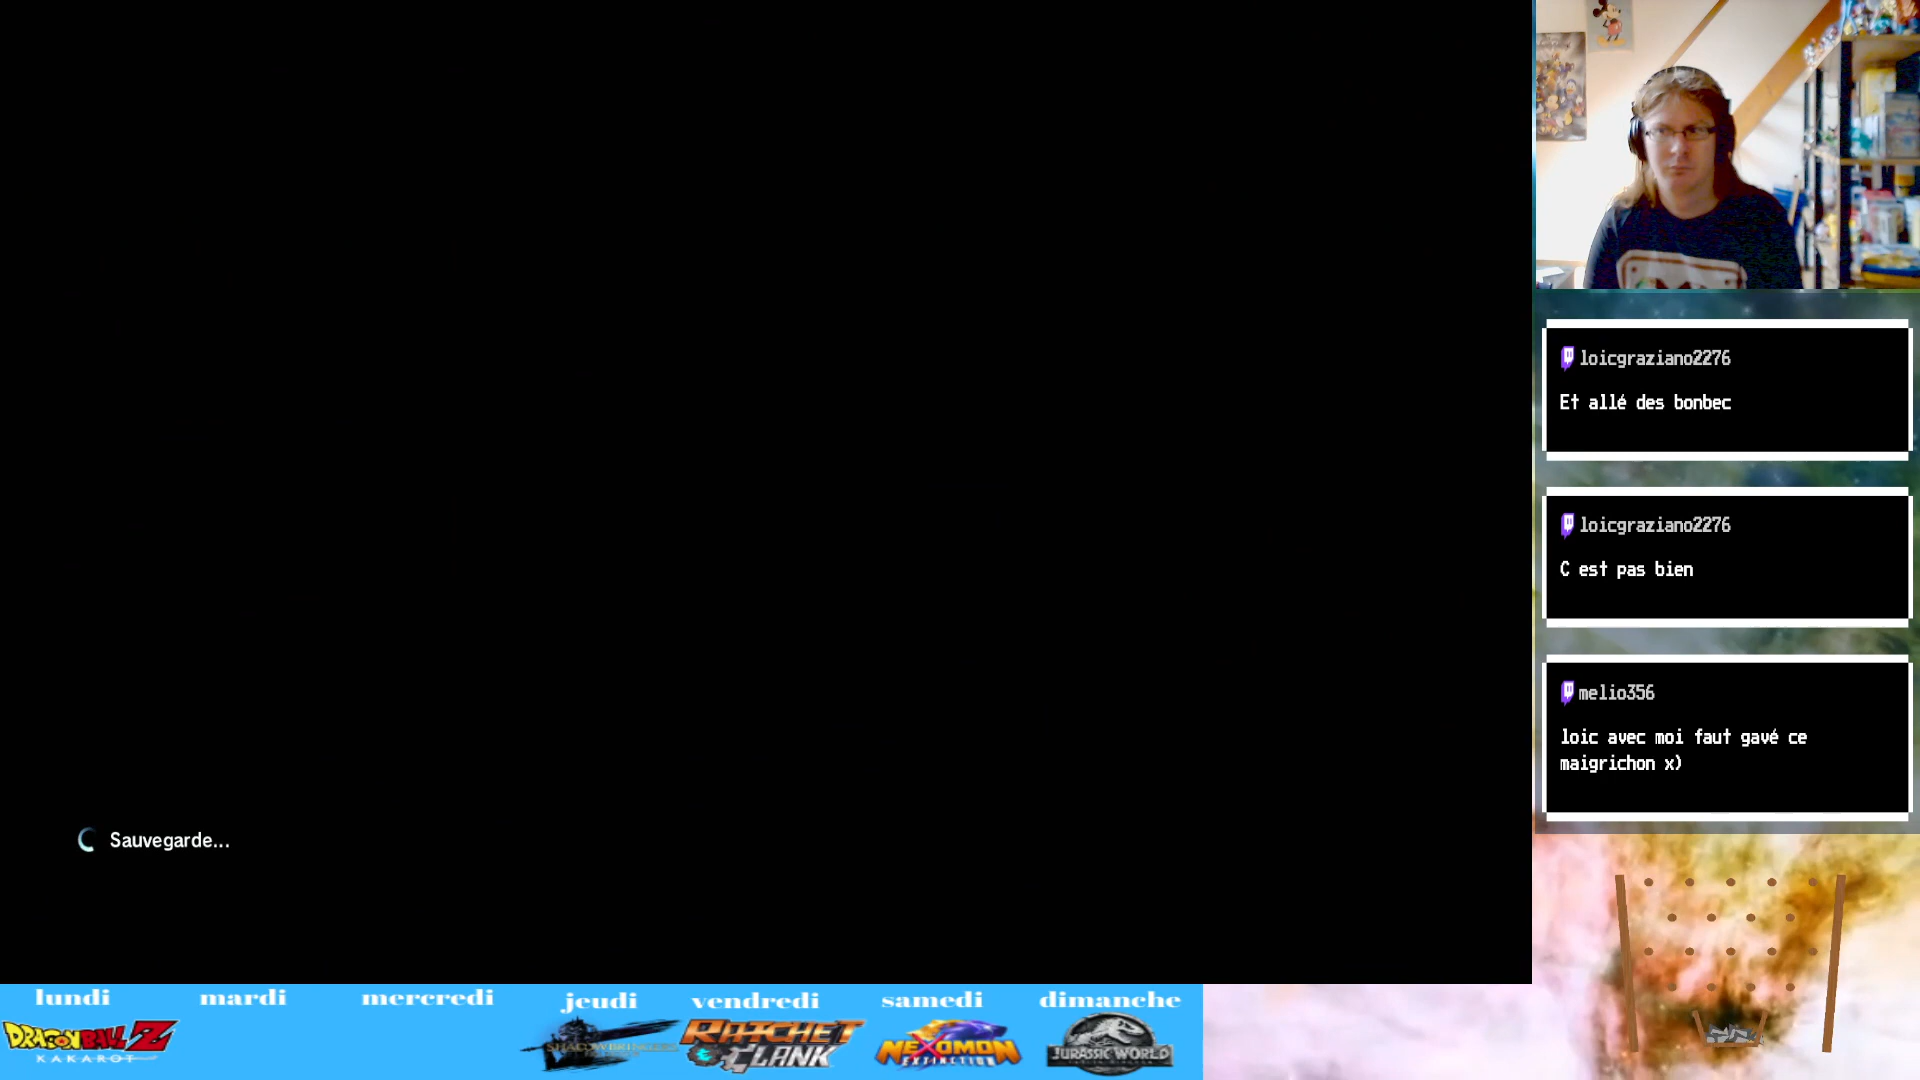 loicgraziano2276
Et allé des bonbec
loicgraziano2276
C est pas bien
melio356
loic avec moi faut gavé ce
maigrichon x)
Sauvegarde...
lundi mardi mercredi jeudi vendredi samedi dimanche
DRAGON BALL Z
KAKAROT
SHADOWBRINGERS
RATCHET
CLANK
NEXOMON
EXTINCTION
JURASSIC WORLD